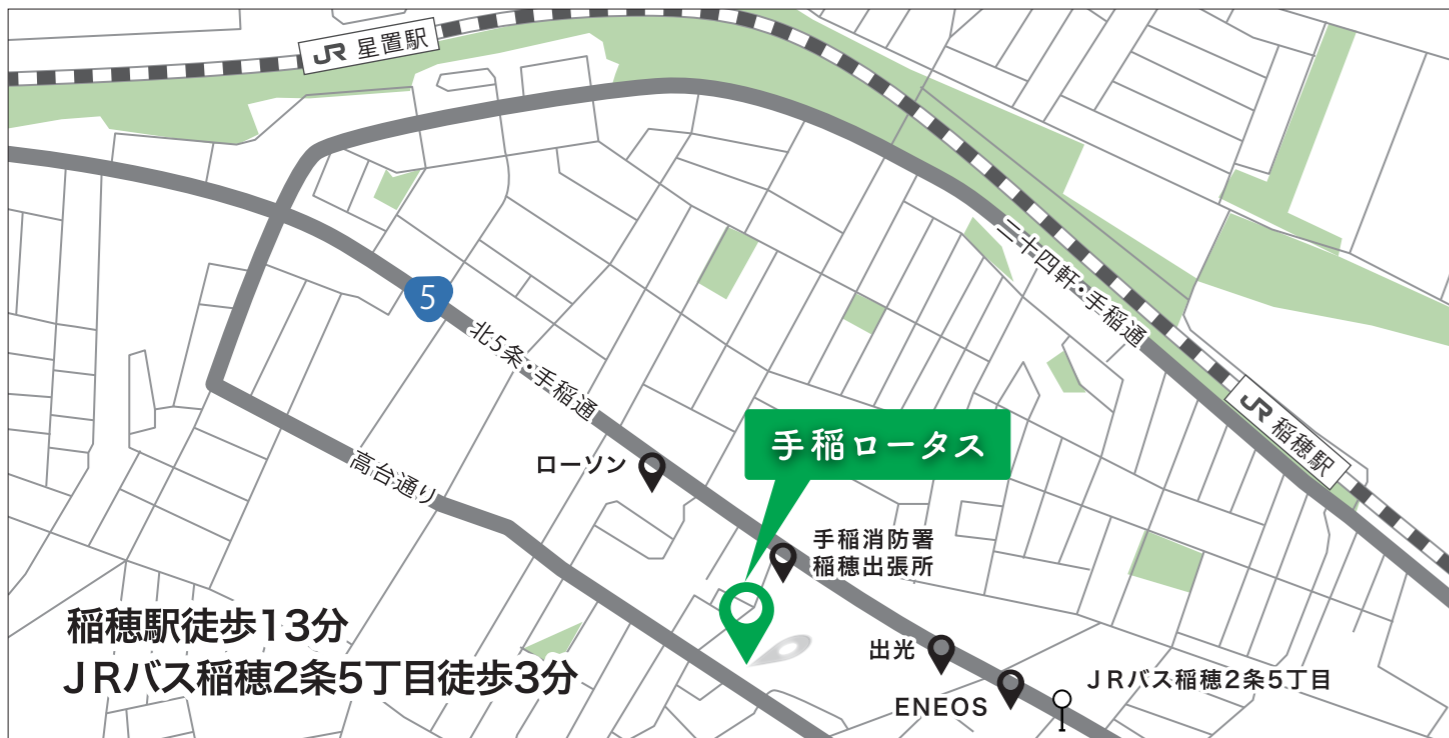 JR 星置駅
二十四軒・手稲通
5
北5条・手稲通
JR 稲穂駅
手稲ロータス
ローソン
高台通り
手稲消防署
稲穂出張所
稲穂駅徒歩13分
JRバス稲穂2条5丁目徒歩3分
出光
JRバス稲穂2条5丁目
ENEOS